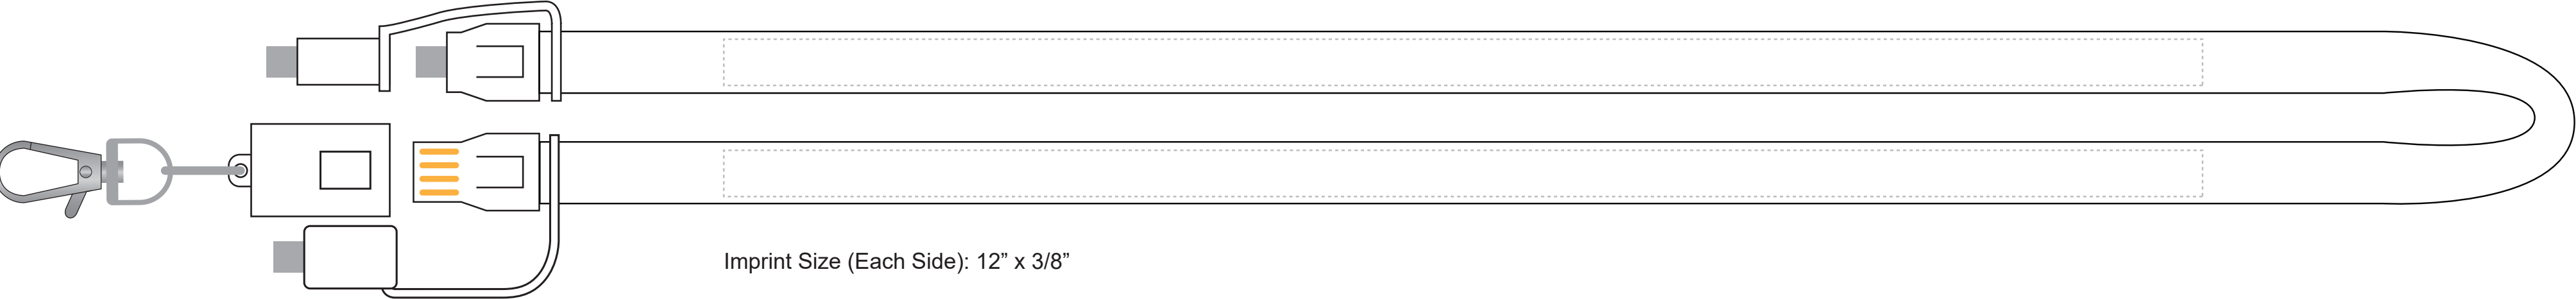 Imprint Size (Each Side): 12” x 3/8”